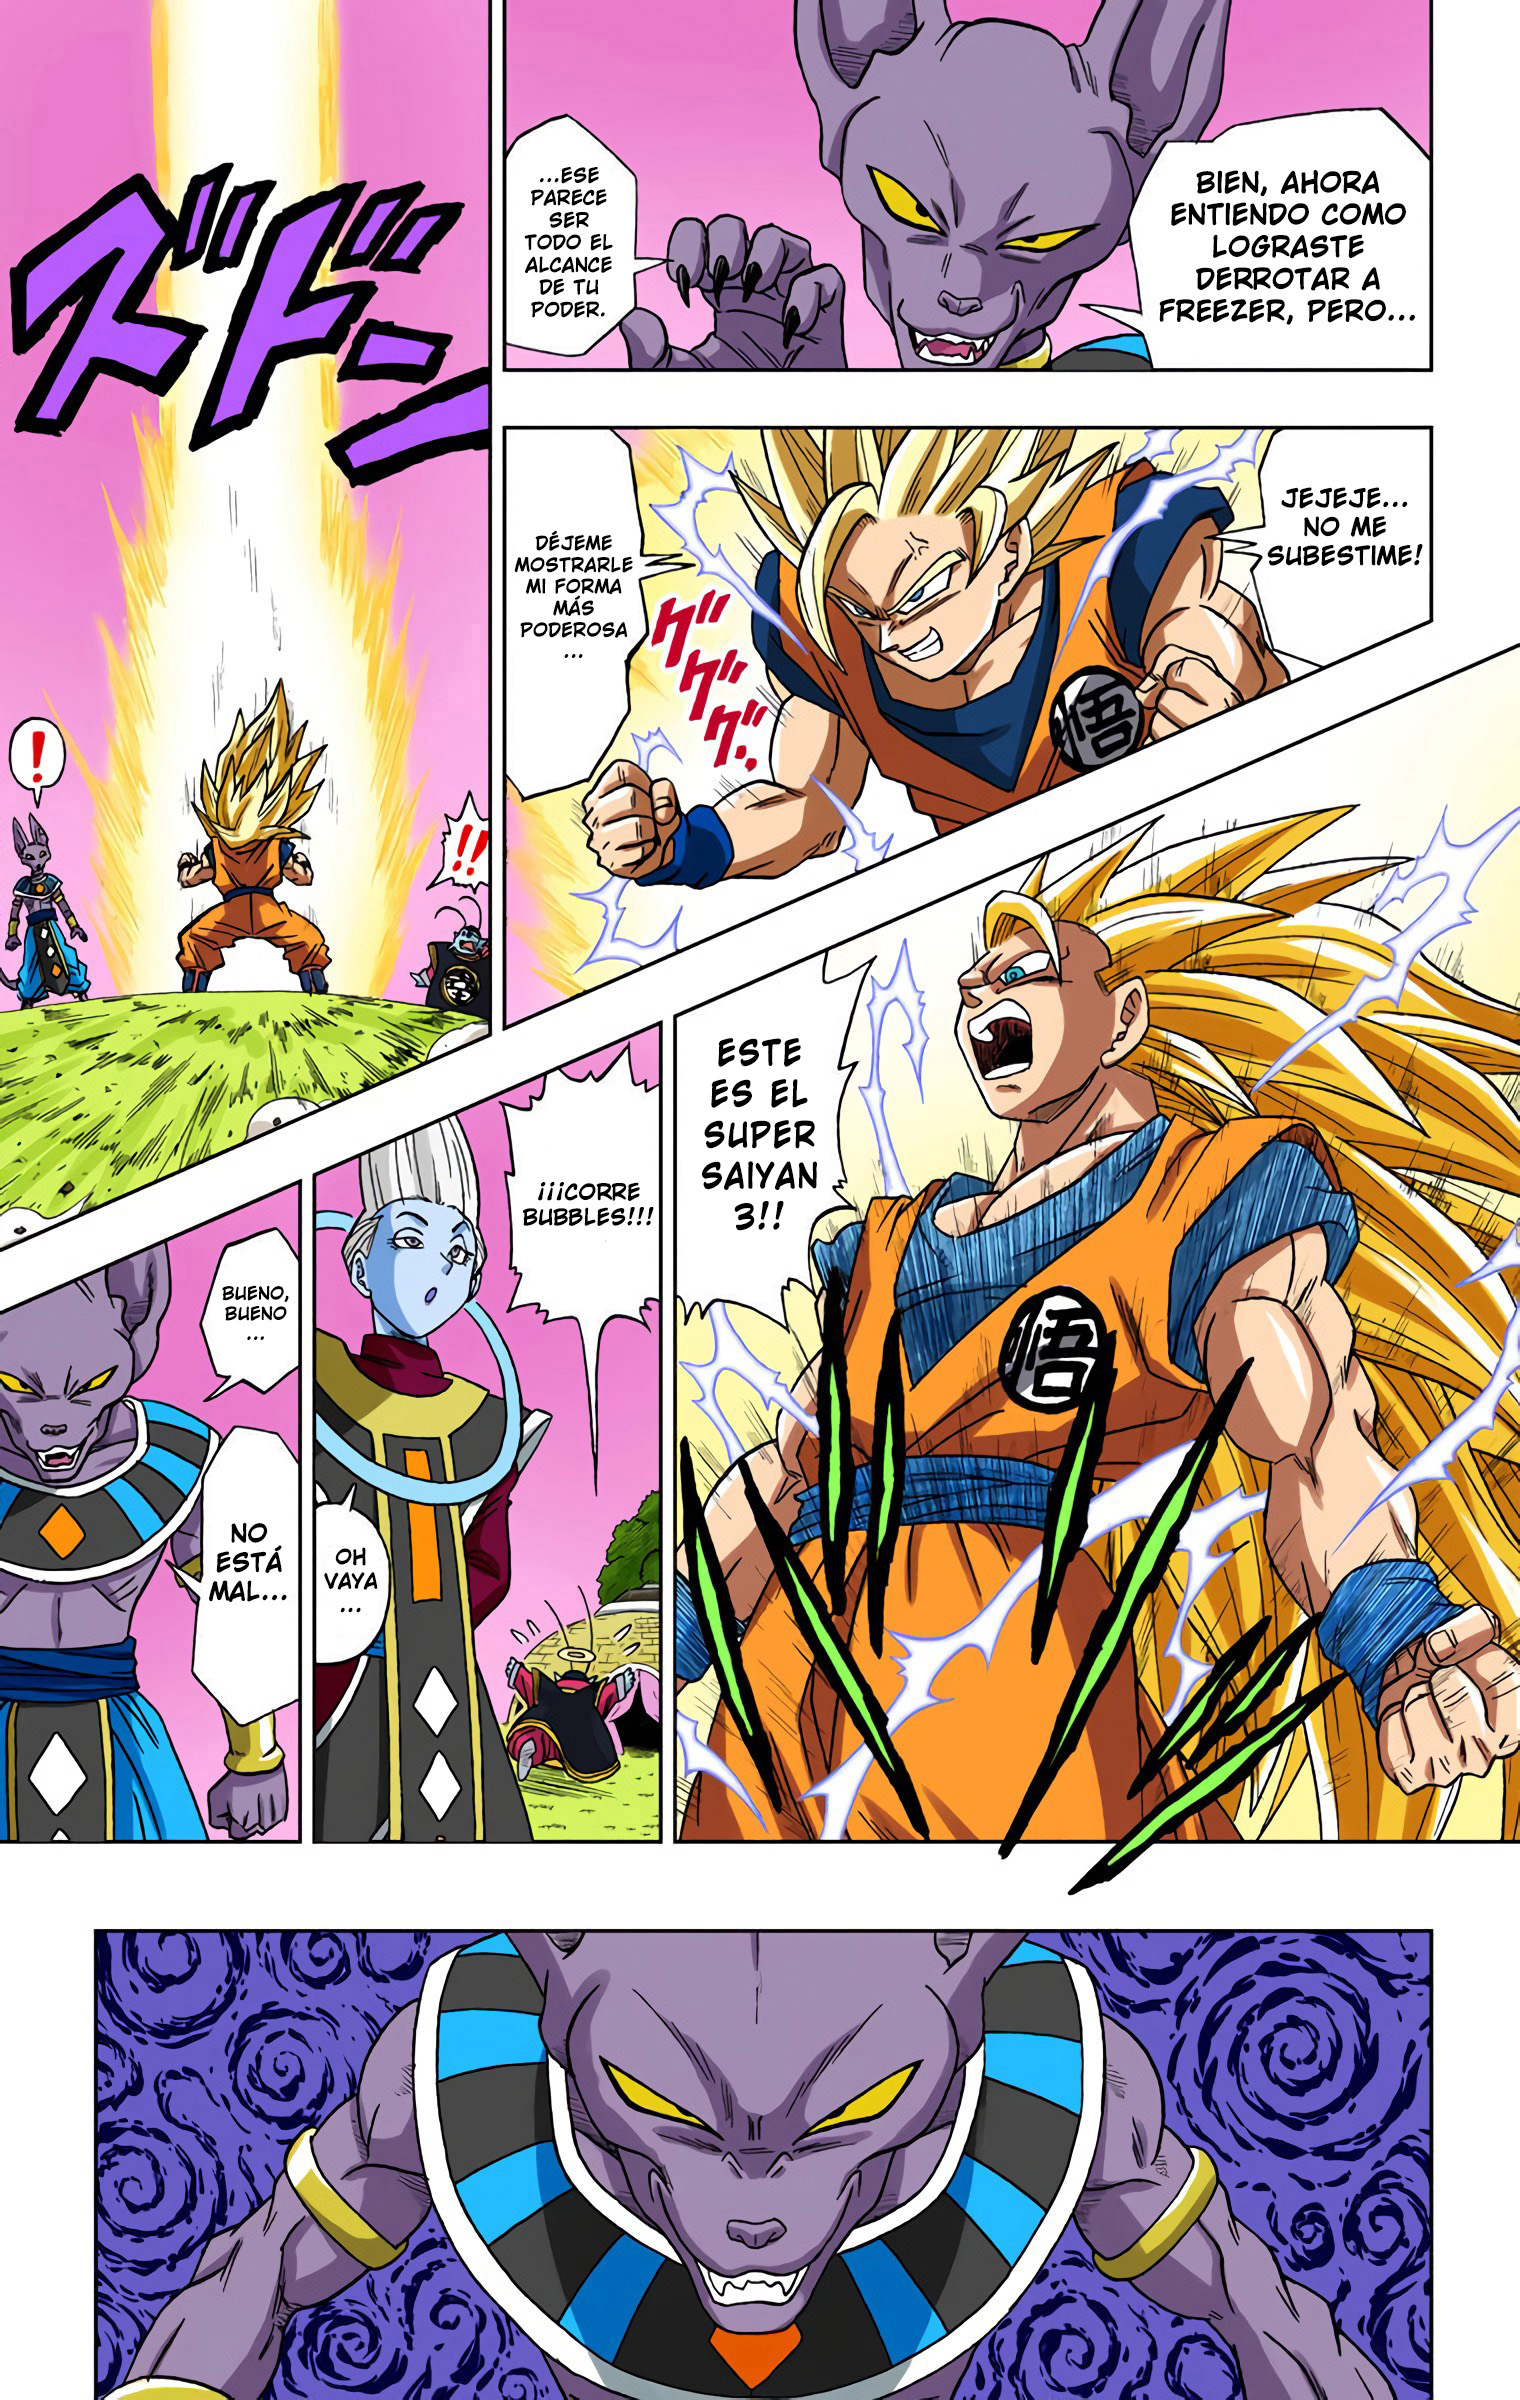 BIEN, AHORA
ENTIENDO COMO
LOGRASTE
DERROTAR A
FREEZER, PERO...
...ESE
PARECE
SER
TODO EL
ALCANCE
DE TU
PODER.
ズドン
JEJEJE...
NO ME
SUBESTIME!
DÉJEME
MOSTRARLE
MI FORMA
MÁS
PODEROSA
...
グググ
悟
!
!!
ESTE
ES EL
SUPER
SAIYAN
3!!
悟
¡¡¡CORRE
BUBBLES!!!
OH
VAYA
...
BUENO,
BUENO
...
NO
ESTÁ
MAL...